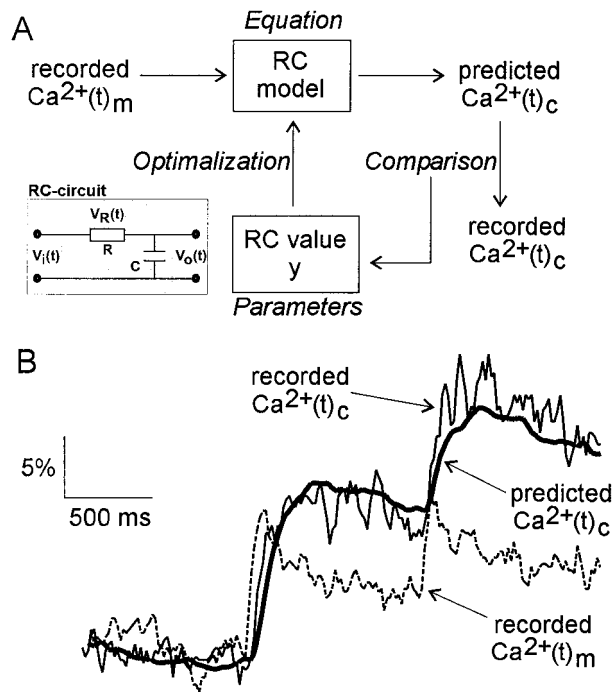 A
Equation
recorded
Ca2+(t)m
RC
model
predicted
Ca2+(t)c
Optimalization
Comparison
RC-circuit
VR(t)
R
Vi(t)
C
Vo(t)
RC value
y
recorded
Ca2+(t)c
Parameters
B
recorded
Ca2+(t)c
5%
500 ms
predicted
Ca2+(t)c
recorded
Ca2+(t)m